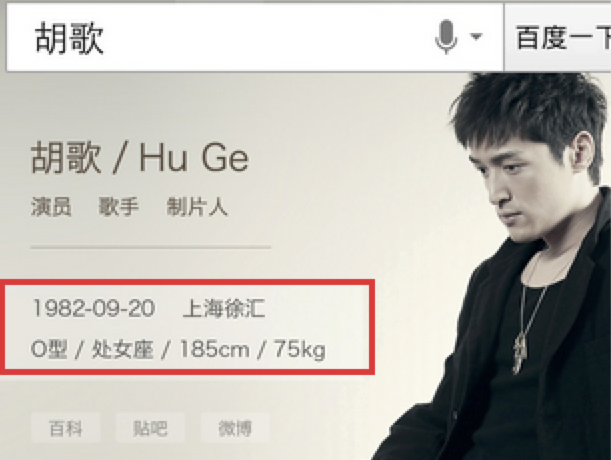 胡歌 百度一下
胡歌 / Hu Ge
演员 歌手 制片人
1982-09-20 上海徐汇
O型 / 处女座 / 185cm / 75kg
百科 贴吧 微博